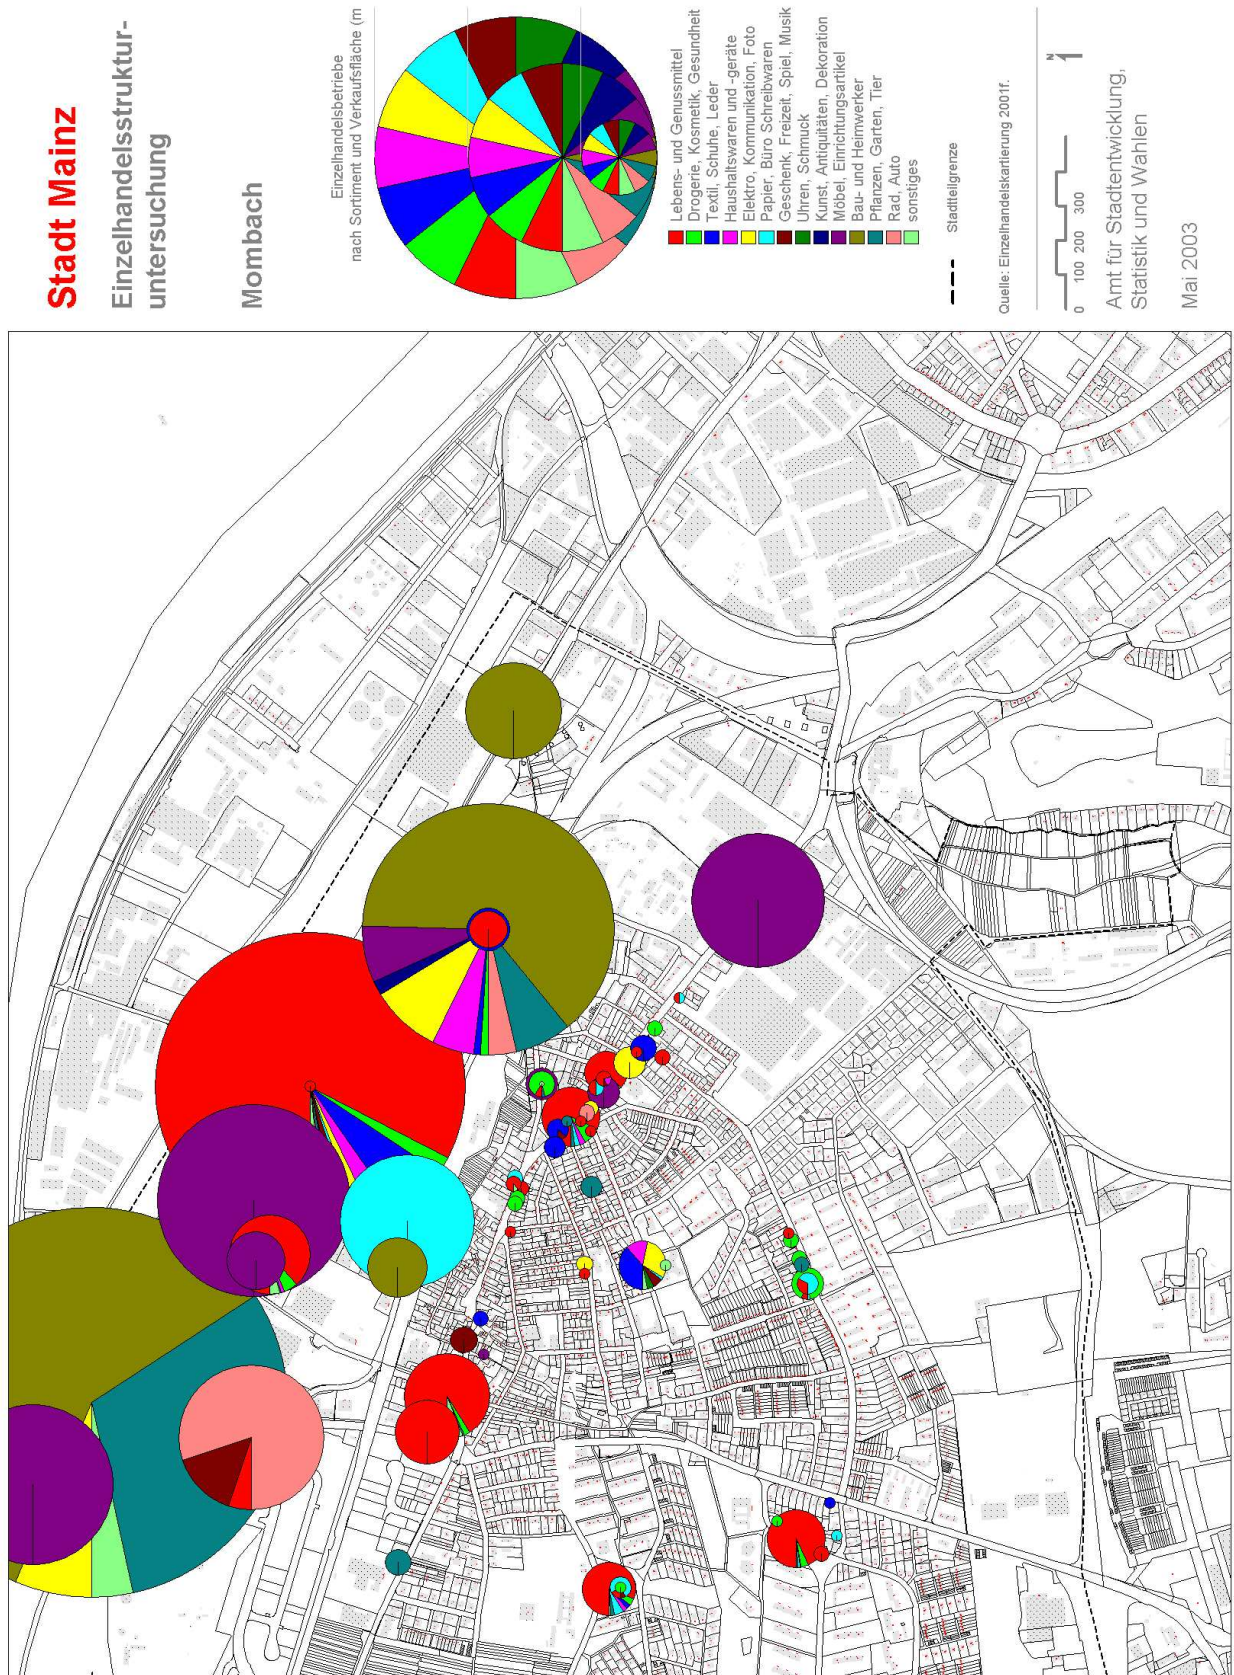 Stadt Mainz
Einzelhandelsstruktur-
untersuchung
Mombach
Einzelhandelsbetriebe
nach Sortiment und Verkaufsfläche (m
Lebens- und Genussmittel
Drogerie, Kosmetik, Gesundheit
Textil, Schuhe, Leder
Haushaltswaren und -geräte
Elektro, Kommunikation, Foto
Papier, Büro Schreibwaren
Geschenk, Freizeit, Spiel, Musik
Uhren, Schmuck
Kunst, Antiquitäten, Dekoration
Möbel, Einrichtungsartikel
Bau- und Heimwerker
Pflanzen, Garten, Tier
Rad, Auto
sonstiges
Stadtteilgrenze
Quelle: Einzelhandelskartierung 2001f.
N
0 100 200 300
Amt für Stadtentwicklung,
Statistik und Wahlen
Mai 2003